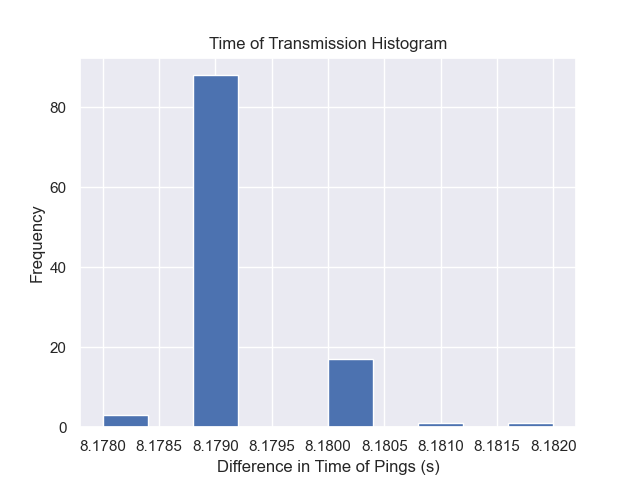 Time of Transmission Histogram
Frequency
80
60
40
20
0
8.1780 8.1785 8.1790 8.1795 8.1800 8.1805 8.1810 8.1815 8.1820
Difference in Time of Pings (s)